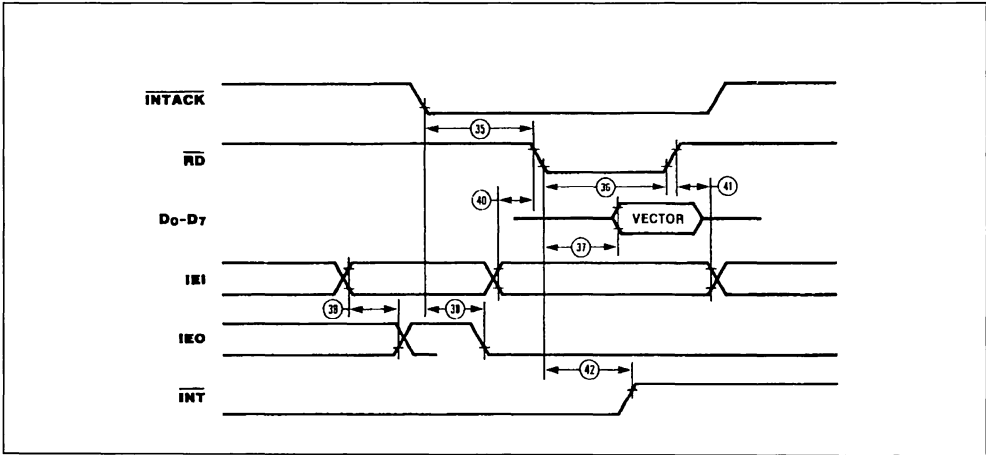 INTACK
35
RD
36
40
41
D0-D7
VECTOR
37
IEI
39
38
IEO
42
INT